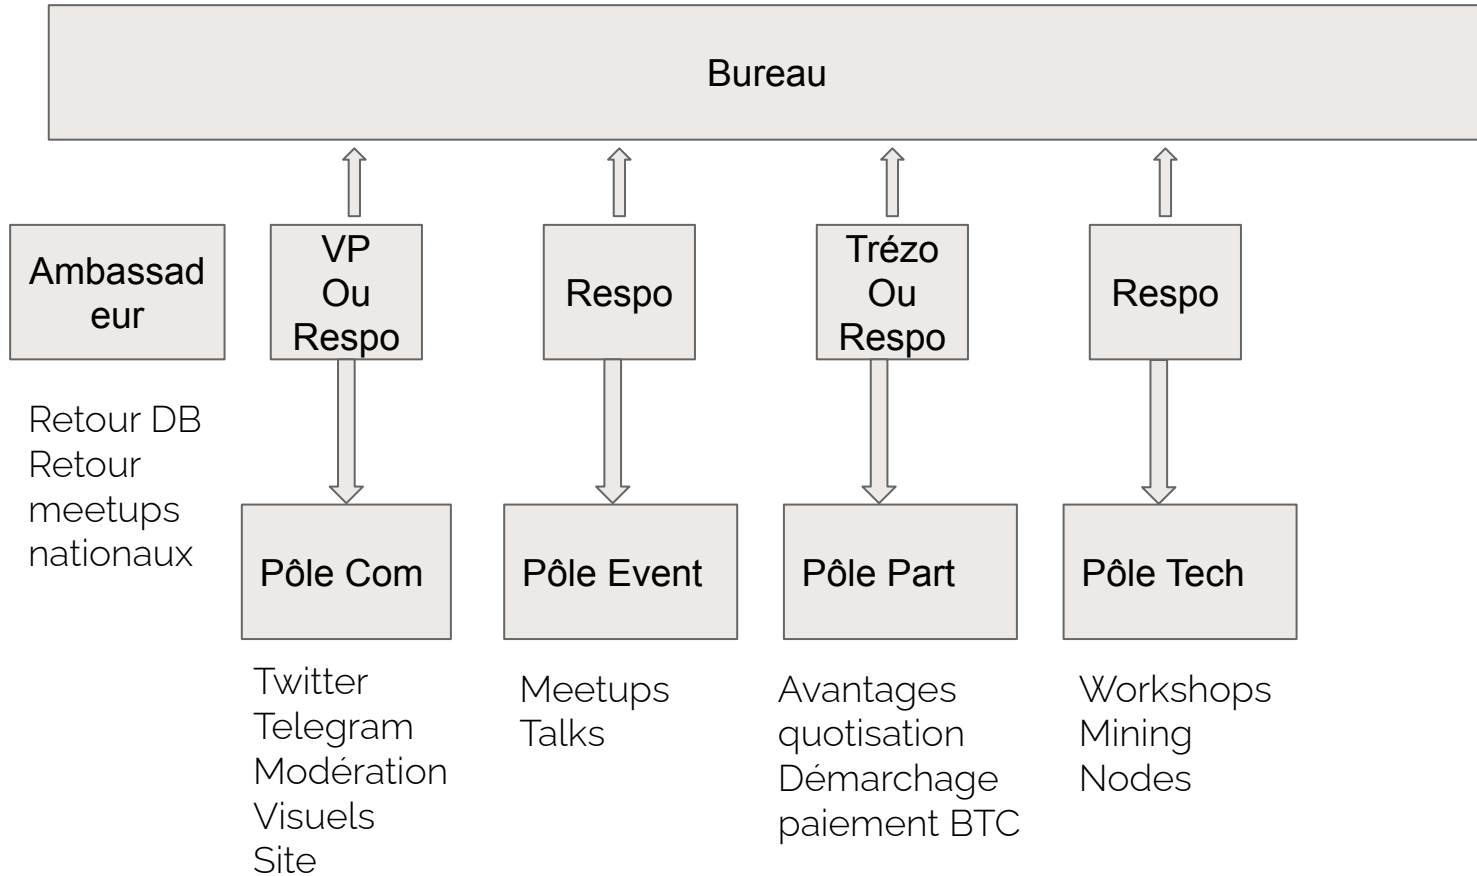 Bureau
Ambassad
eur
VP
Ou
Respo
Respo
Trézo
Ou
Respo
Respo
Retour DB
Retour
meetups
nationaux
Pôle Com
Pôle Event
Pôle Part
Pôle Tech
Twitter
Telegram
Modération
Visuels
Site
Meetups
Talks
Avantages
quotisation
Démarchage
paiement BTC
Workshops
Mining
Nodes